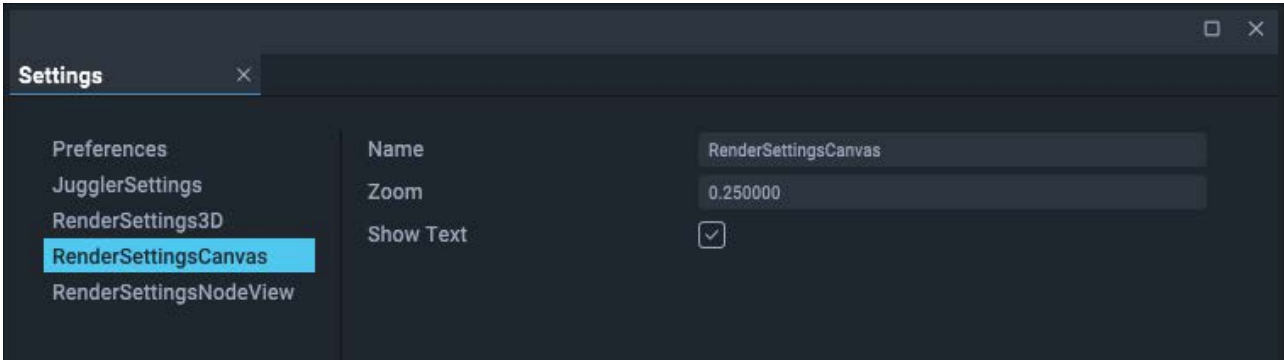 Settings
Preferences
JugglerSettings
RenderSettings3D
RenderSettingsCanvas
RenderSettingsNodeView
Name
RenderSettingsCanvas
Zoom
0.250000
Show Text